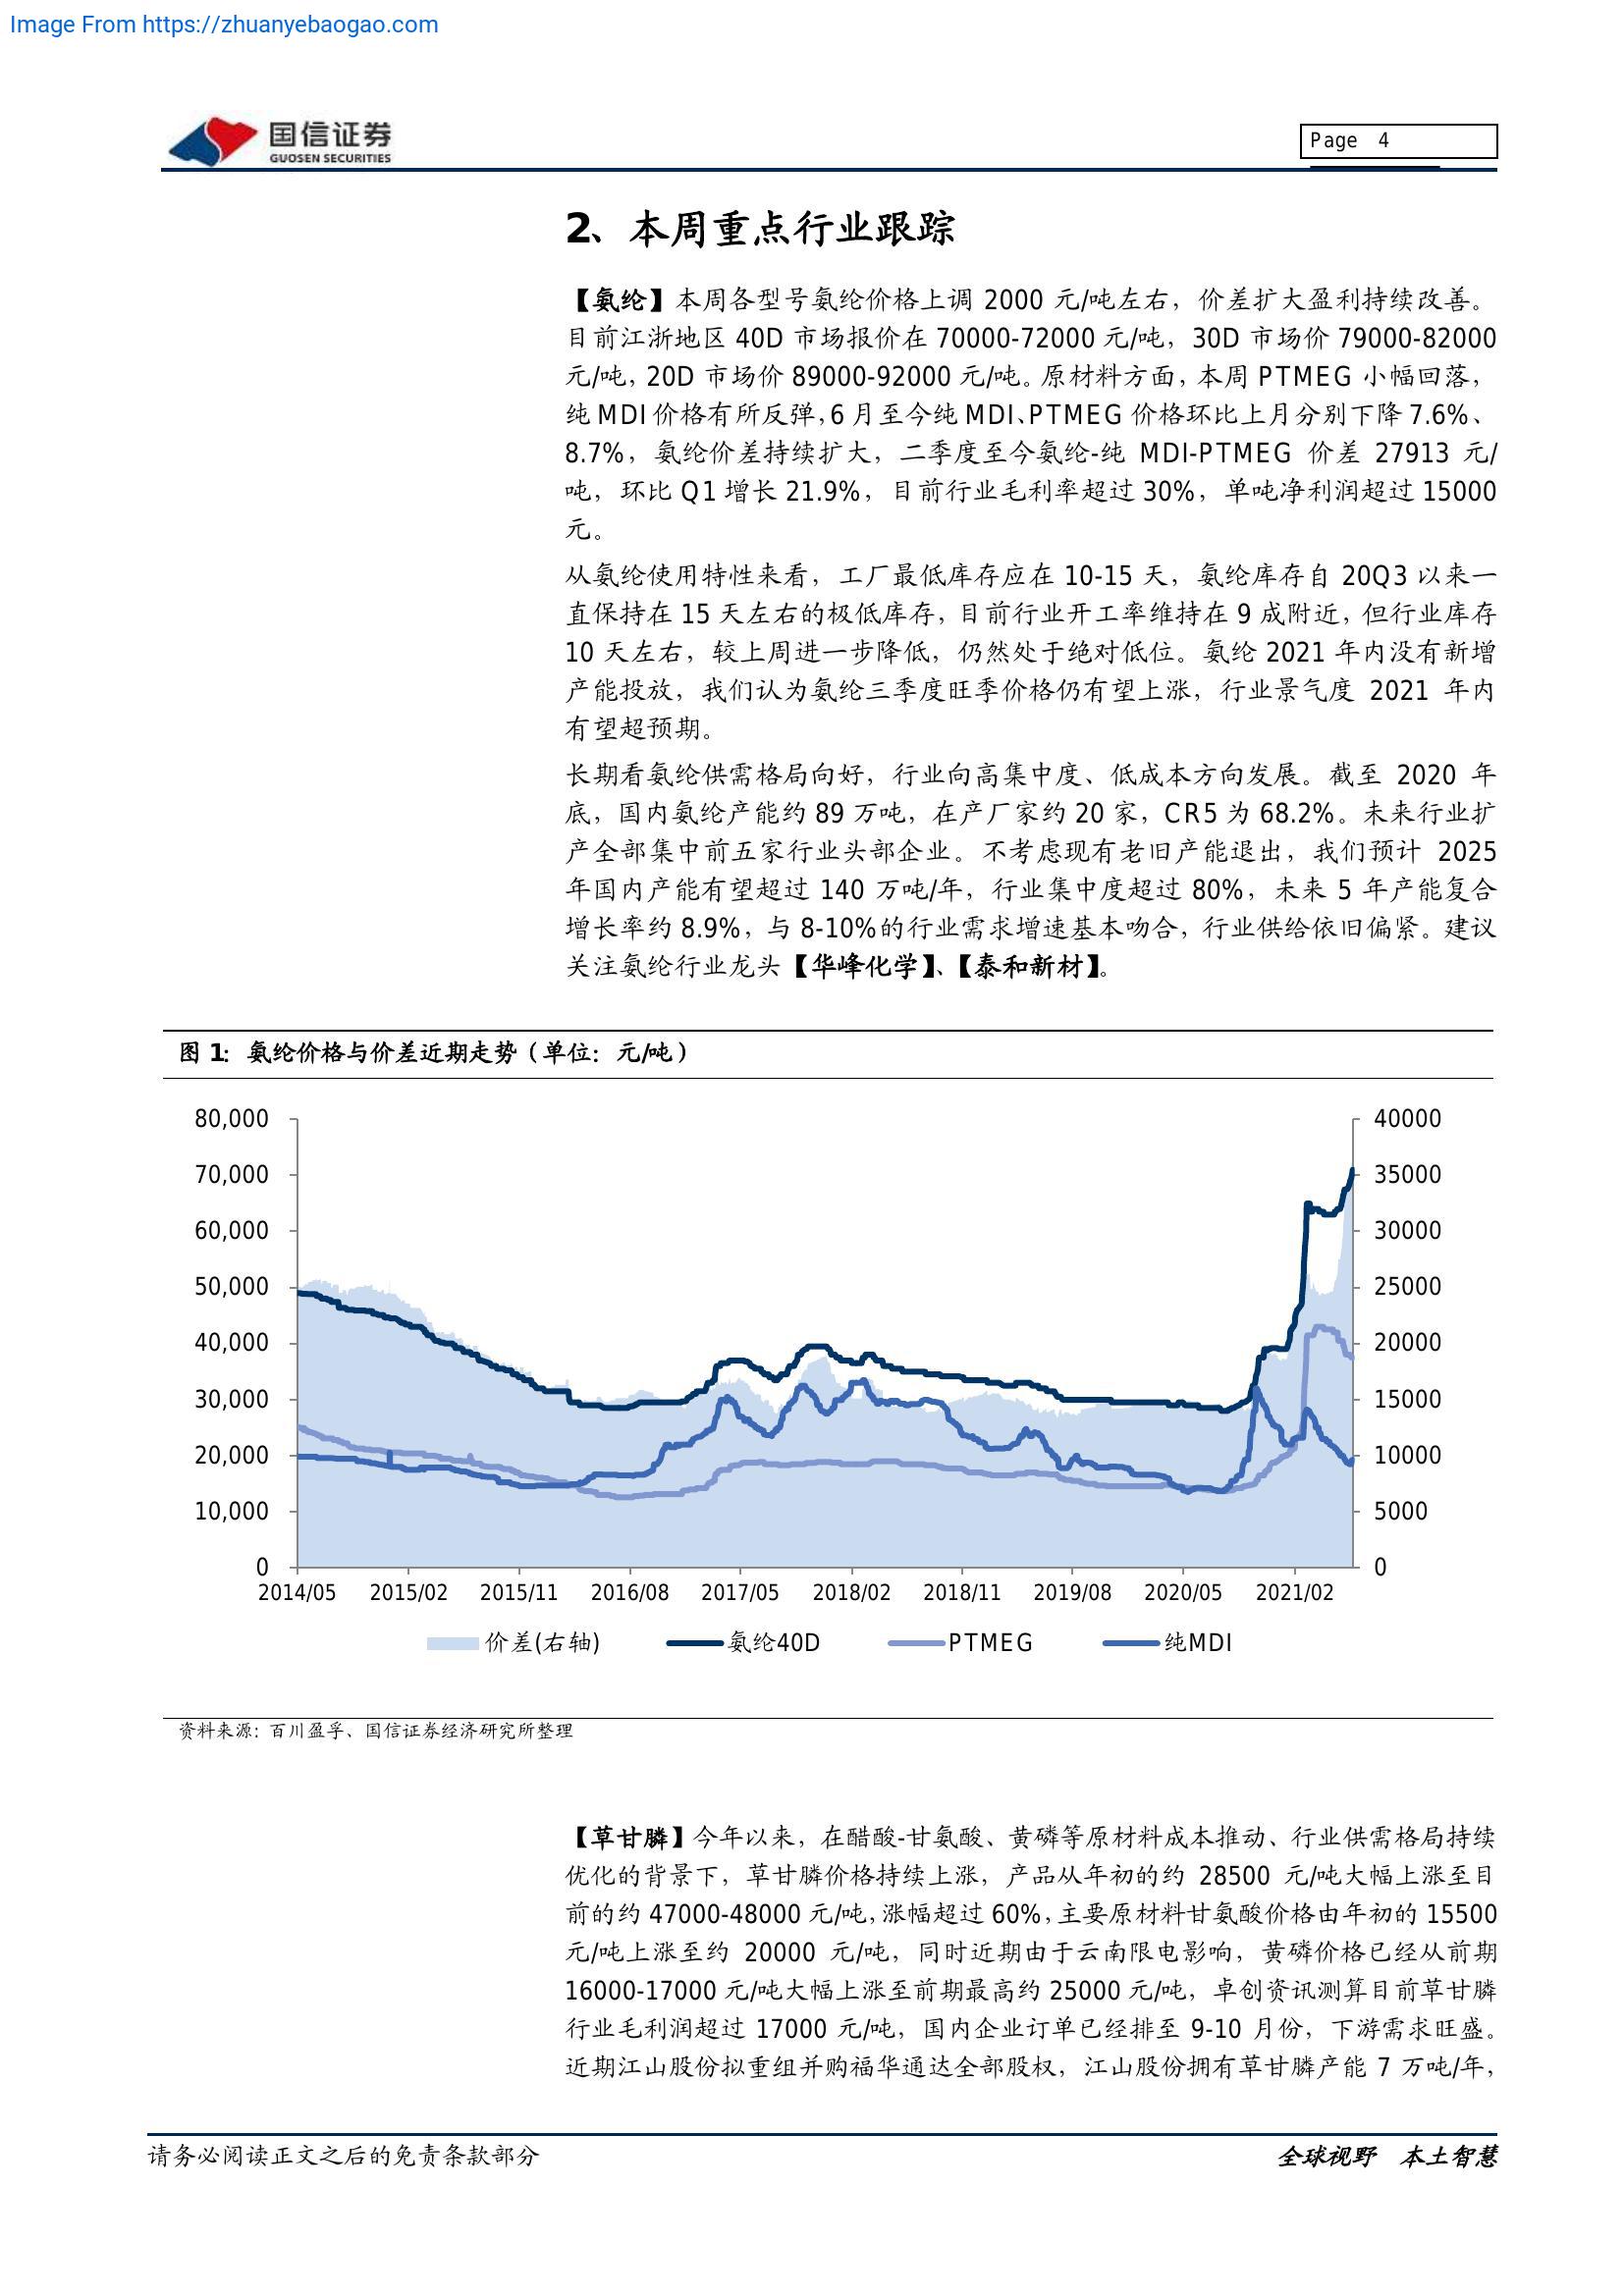 Image From https://zhuanyebaogao.com
国信证券
GUOSEN SECURITIES
Page 4
2、本周重点行业跟踪
【氨纶】本周各型号氨纶价格上调 2000 元/吨左右，价差扩大盈利持续改善。
目前江浙地区 40D 市场报价在 70000-72000 元/吨，30D 市场价 79000-82000
元/吨，20D 市场价 89000-92000 元/吨。原材料方面，本周 PTMEG 小幅回落，
纯 MDI 价格有所反弹，6 月至今纯 MDI、PTMEG 价格环比上月分别下降 7.6%、
8.7%，氨纶价差持续扩大，二季度至今氨纶-纯 MDI-PTMEG 价差 27913 元/
吨，环比 Q1 增长 21.9%，目前行业毛利率超过 30%，单吨净利润超过 15000
元。
从氨纶使用特性来看，工厂最低库存应在 10-15 天，氨纶库存自 20Q3 以来一
直保持在 15 天左右的极低库存，目前行业开工率维持在 9 成附近，但行业库存
10 天左右，较上周进一步降低，仍然处于绝对低位。氨纶 2021 年内没有新增
产能投放，我们认为氨纶三季度旺季价格仍有望上涨，行业景气度 2021 年内
有望超预期。
长期看氨纶供需格局向好，行业向高集中度、低成本方向发展。截至 2020 年
底，国内氨纶产能约 89 万吨，在产厂家约 20 家，CR5 为 68.2%。未来行业扩
产全部集中前五家行业头部企业。不考虑现有老旧产能退出，我们预计 2025
年国内产能有望超过 140 万吨/年，行业集中度超过 80%，未来 5 年产能复合
增长率约 8.9%，与 8-10%的行业需求增速基本吻合，行业供给依旧偏紧。建议
关注氨纶行业龙头【华峰化学】、【泰和新材】。
图 1：氨纶价格与价差近期走势（单位：元/吨）
80,000 40000
70,000 35000
60,000 30000
50,000 25000
40,000 20000
30,000 15000
20,000 10000
10,000 5000
0 0
2014/05 2015/02 2015/11 2016/08 2017/05 2018/02 2018/11 2019/08 2020/05 2021/02
价差(右轴) 氨纶40D PTMEG 纯MDI
资料来源：百川盈孚、国信证券经济研究所整理
【草甘膦】今年以来，在醋酸-甘氨酸、黄磷等原材料成本推动、行业供需格局持续
优化的背景下，草甘膦价格持续上涨，产品从年初的约 28500 元/吨大幅上涨至目
前的约 47000-48000 元/吨，涨幅超过 60%，主要原材料甘氨酸价格由年初的 15500
元/吨上涨至约 20000 元/吨，同时近期由于云南限电影响，黄磷价格已经从前期
16000-17000 元/吨大幅上涨至前期最高约 25000 元/吨，卓创资讯测算目前草甘膦
行业毛利润超过 17000 元/吨，国内企业订单已经排至 9-10 月份，下游需求旺盛。
近期江山股份拟重组并购福华通达全部股权，江山股份拥有草甘膦产能 7 万吨/年，
请务必阅读正文之后的免责条款部分 全球视野 本土智慧